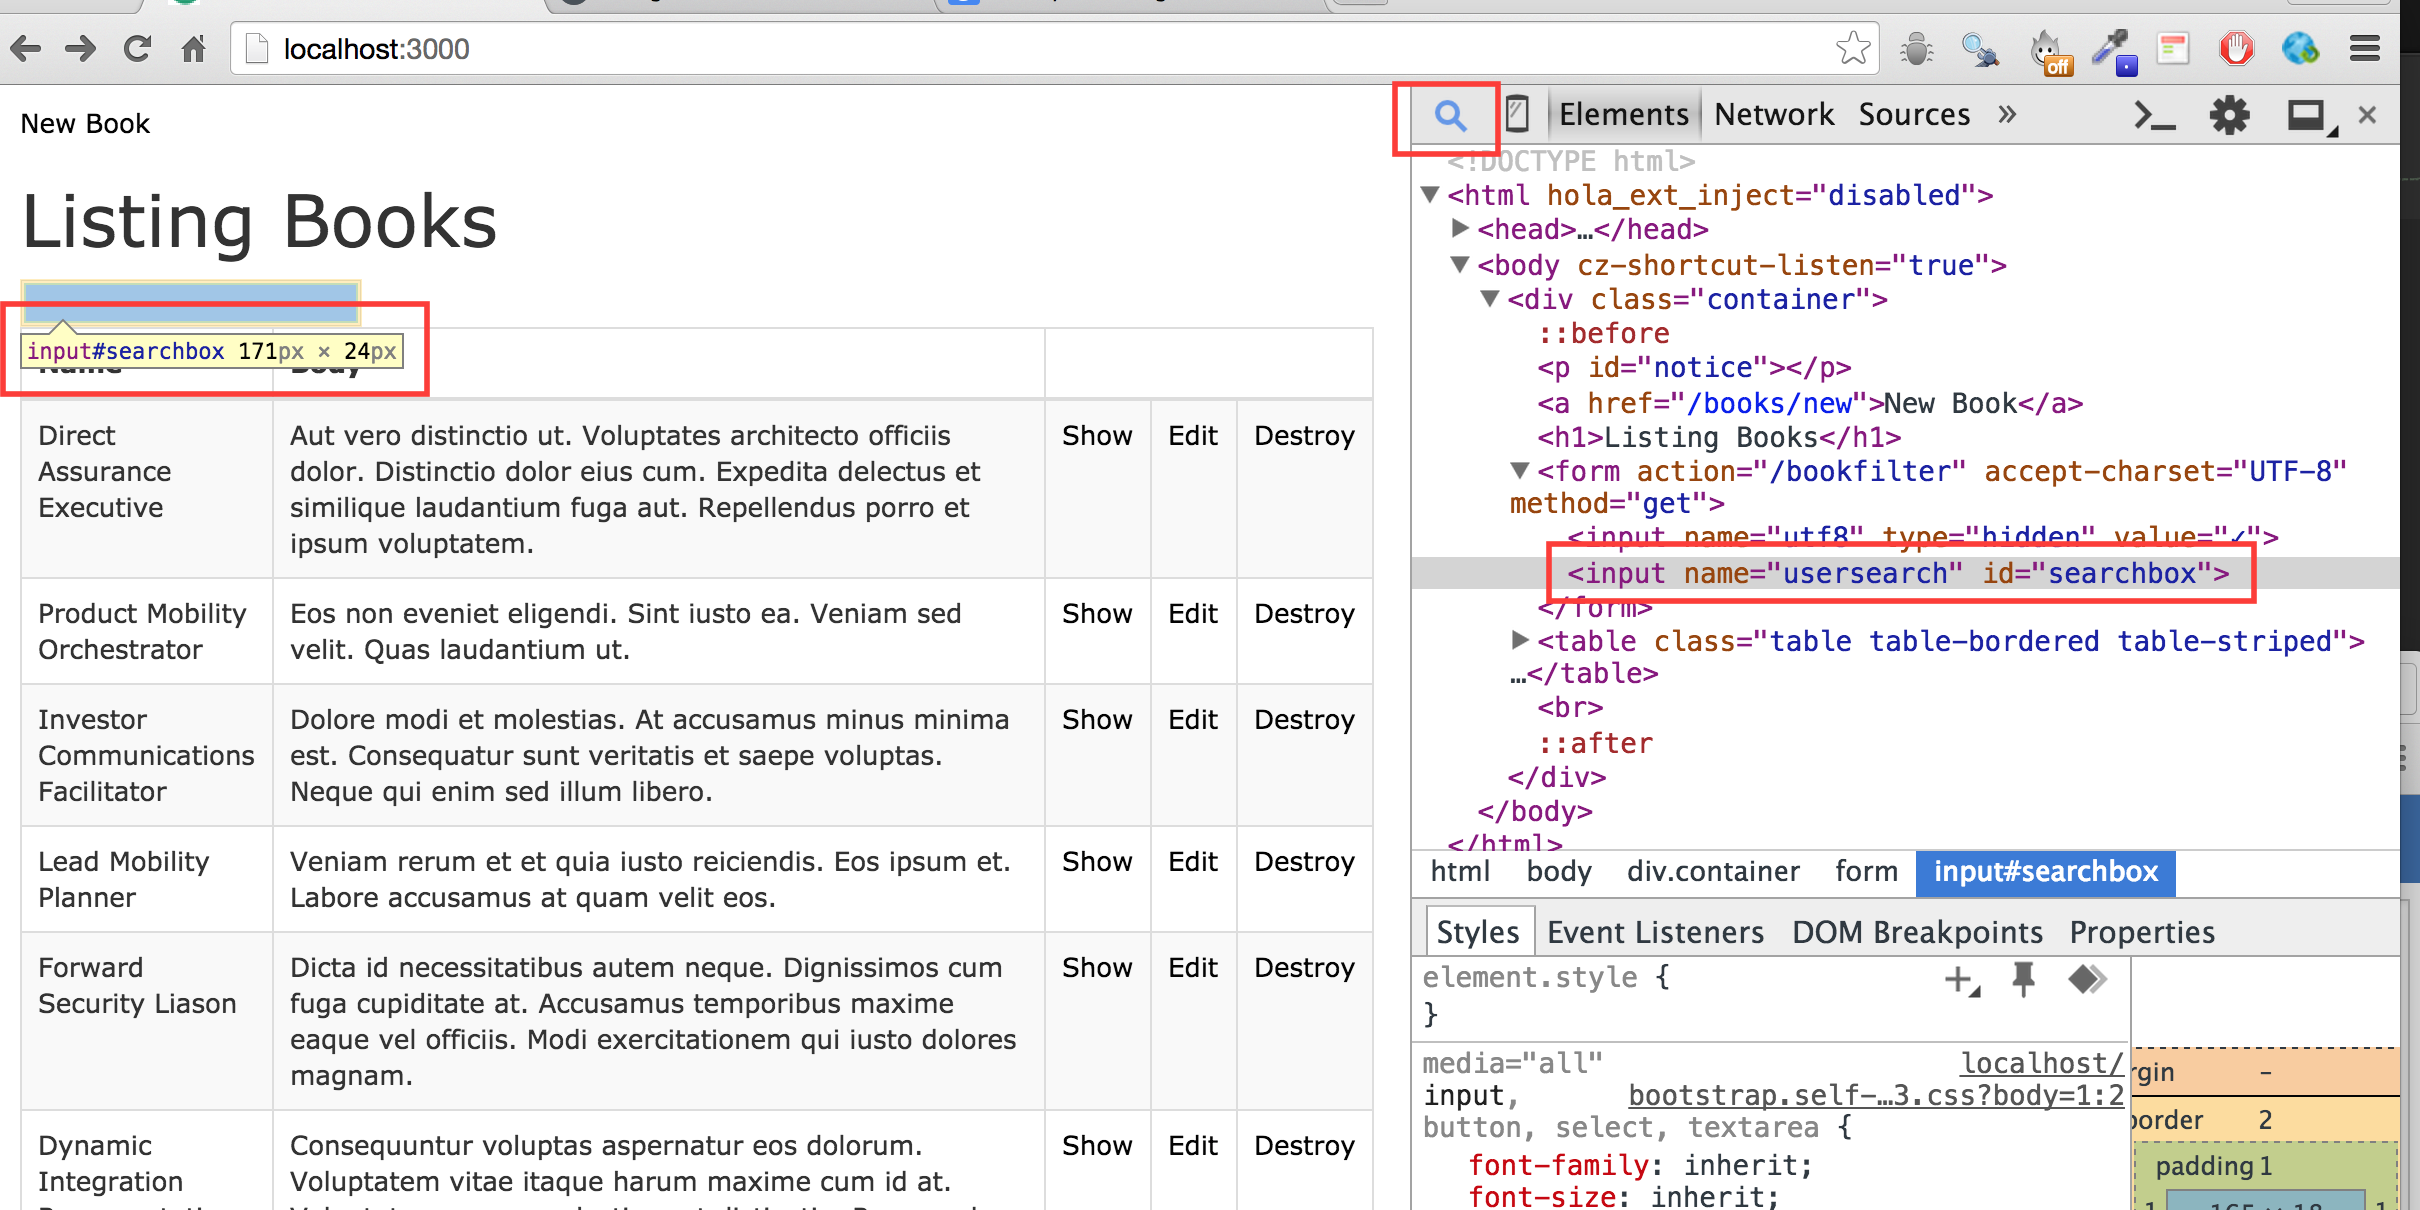 localhost:3000
off
New Book
Listing Books
input#searchbox 171px × 24px
Name Body
Direct Assurance Executive
Aut vero distinctio ut. Voluptates architecto officiis
dolor. Distinctio dolor eius cum. Expedita delectus et
similique laudantium fuga aut. Repellendus porro et
ipsum voluptatem.
Show Edit Destroy
Product Mobility
Orchestrator
Eos non eveniet eligendi. Sint iusto ea. Veniam sed
velit. Quas laudantium ut.
Show Edit Destroy
Investor
Communications
Facilitator
Dolore modi et molestias. At accusamus minus minima
est. Consequatur sunt veritatis et saepe voluptas.
Neque qui enim sed illum libero.
Show Edit Destroy
Lead Mobility
Planner
Veniam rerum et et quia iusto reiciendis. Eos ipsum et.
Labore accusamus at quam velit eos.
Show Edit Destroy
Forward
Security Liason
Dicta id necessitatibus autem neque. Dignissimos cum
fuga cupiditate at. Accusamus temporibus maxime
eaque vel officiis. Modi exercitationem qui iusto dolores
magnam.
Show Edit Destroy
Dynamic
Integration
Consequuntur voluptas aspernatur eos dolorum.
Voluptatem vitae itaque harum maxime cum id at.
Show Edit Destroy
Elements Network Sources »
<!DOCTYPE html>
<html hola_ext_inject="disabled">
<head>…</head>
<body cz-shortcut-listen="true">
<div class="container">
::before
<p id="notice"></p>
<a href="/books/new">New Book</a>
<h1>Listing Books</h1>
<form action="/bookfilter" accept-charset="UTF-8"
method="get">
<input name="utf8" type="hidden" value="✓">
<input name="usersearch" id="searchbox">
</form>
<table class="table table-bordered table-striped">
…</table>
<br>
::after
</div>
</body>
</html>
html body div.container form input#searchbox
Styles Event Listeners DOM Breakpoints Properties
element.style {
}
media="all" localhost/
input, bootstrap.self-…3.css?body=1:2
button, select, textarea {
font-family: inherit;
font-size: inherit;
rgin -
border 2
padding 1